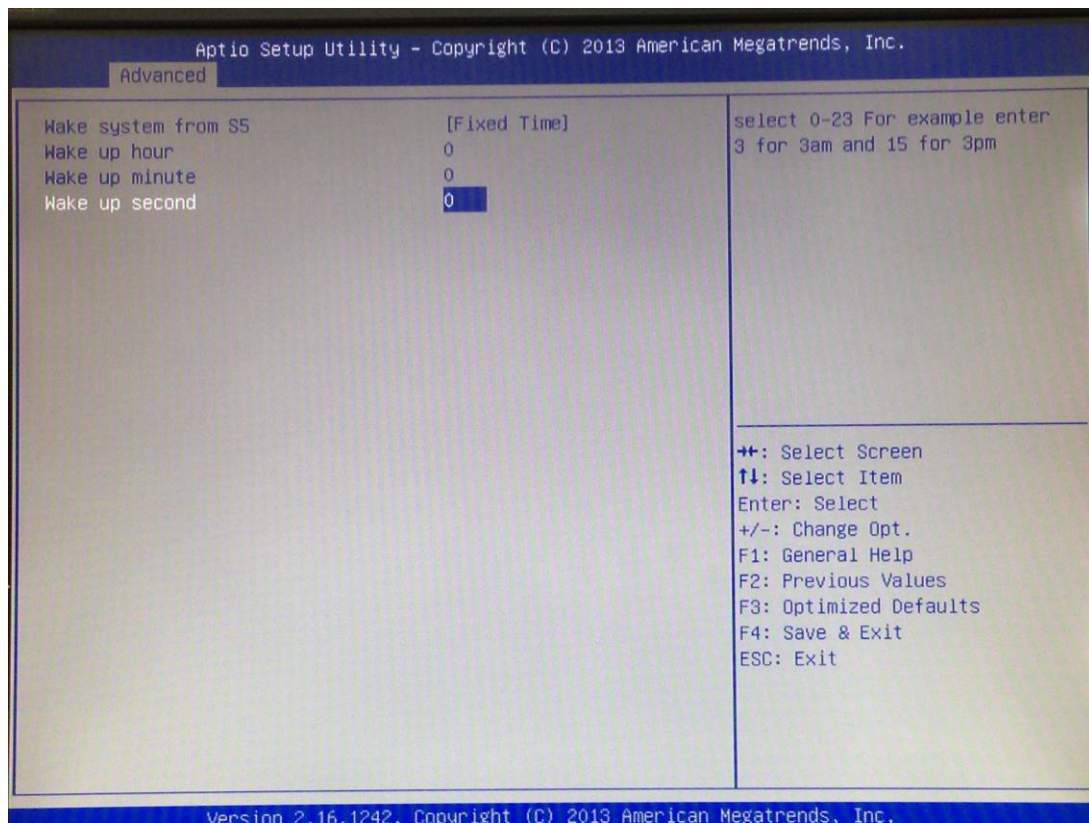 Aptio Setup Utility – Copyright (C) 2013 American Megatrends, Inc.
Advanced
Wake system from S5 [Fixed Time]
Wake up hour 0
Wake up minute 0
Wake up second 0
select 0-23 For example enter
3 for 3am and 15 for 3pm
→←: Select Screen
↑↓: Select Item
Enter: Select
+/-: Change Opt.
F1: General Help
F2: Previous Values
F3: Optimized Defaults
F4: Save & Exit
ESC: Exit
Version 2.16.1242. Copyright (C) 2013 American Megatrends, Inc.